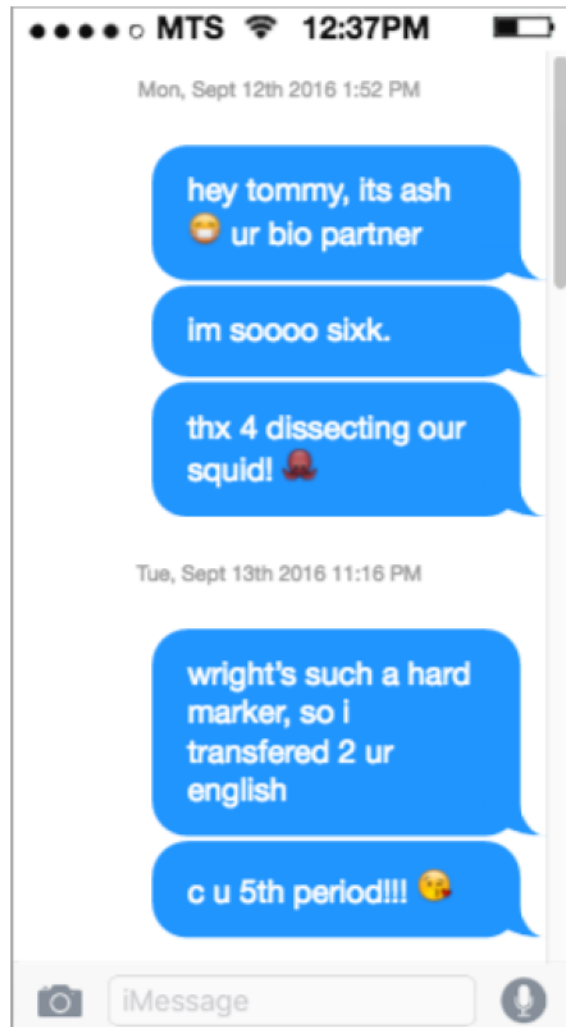 MTS 12:37PM
Mon, Sept 12th 2016 1:52 PM
hey tommy, its ash
😷 ur bio partner
im soooo sixk.
thx 4 dissecting our
squid! 🐙
Tue, Sept 13th 2016 11:16 PM
wright's such a hard
marker, so i
transfered 2 ur
english
c u 5th period!!! 😘
iMessage